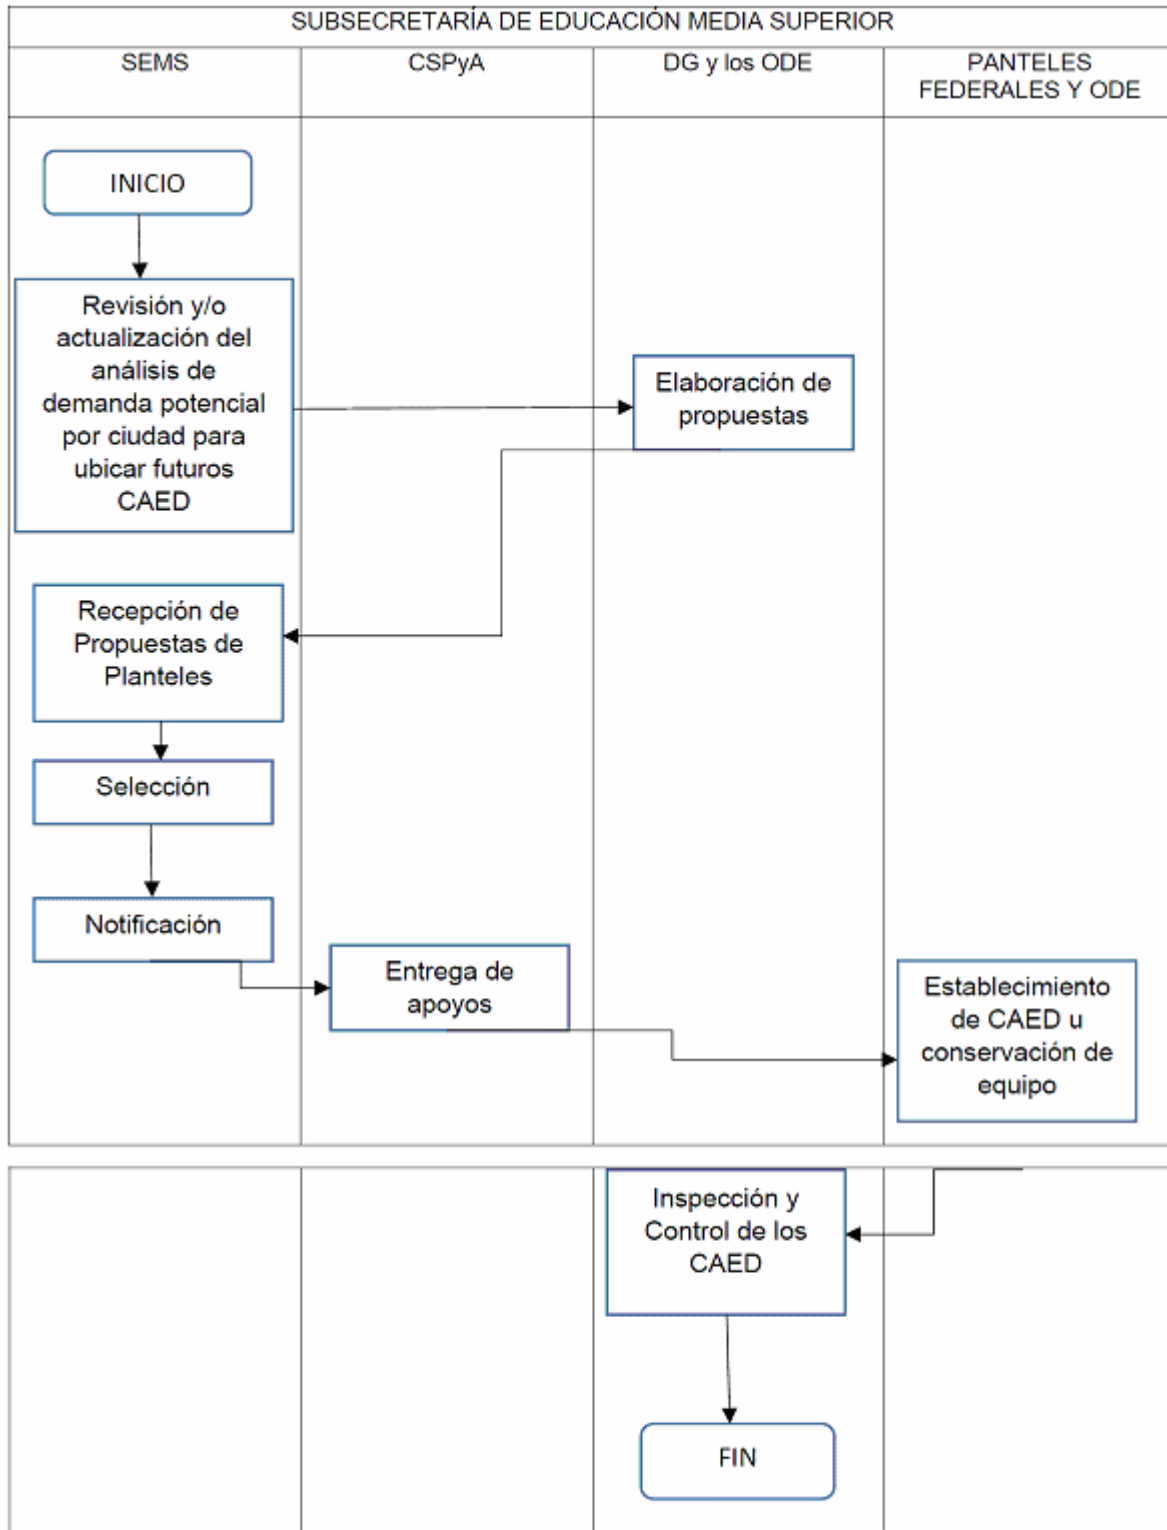 SUBSECRETARÍA DE EDUCACIÓN MEDIA SUPERIOR
SEMS
CSPyA
DG y los ODE
PANTELES
FEDERALES Y ODE
INICIO
Revisión y/o
actualización del
análisis de
demanda potencial
por ciudad para
ubicar futuros
CAED
Elaboración de
propuestas
Recepción de
Propuestas de
Planteles
Selección
Notificación
Entrega de
apoyos
Establecimiento
de CAED u
conservación de
equipo
Inspección y
Control de los
CAED
FIN